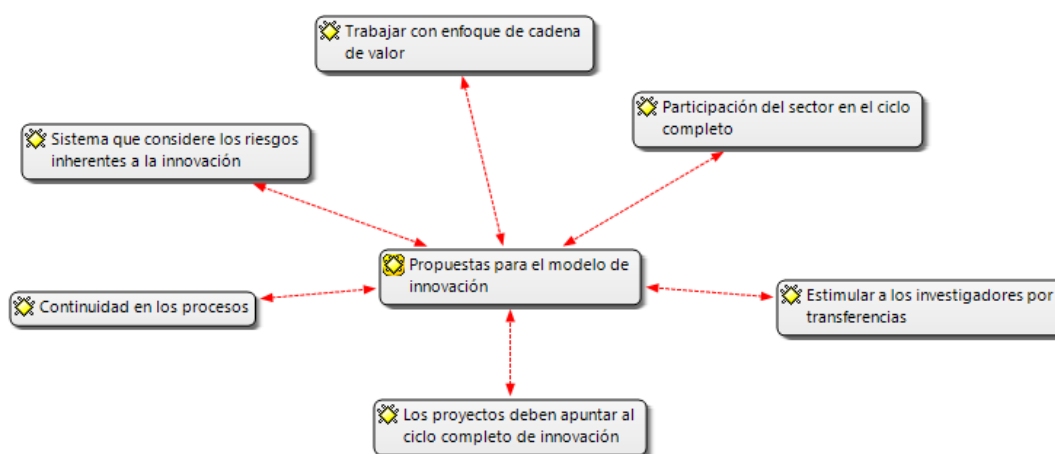 Trabajar con enfoque de cadena
de valor
Participación del sector en el ciclo
completo
Sistema que considere los riesgos
inherentes a la innovación
Propuestas para el modelo de
innovación
Continuidad en los procesos
Estimular a los investigadores por
transferencias
Los proyectos deben apuntar al
ciclo completo de innovación